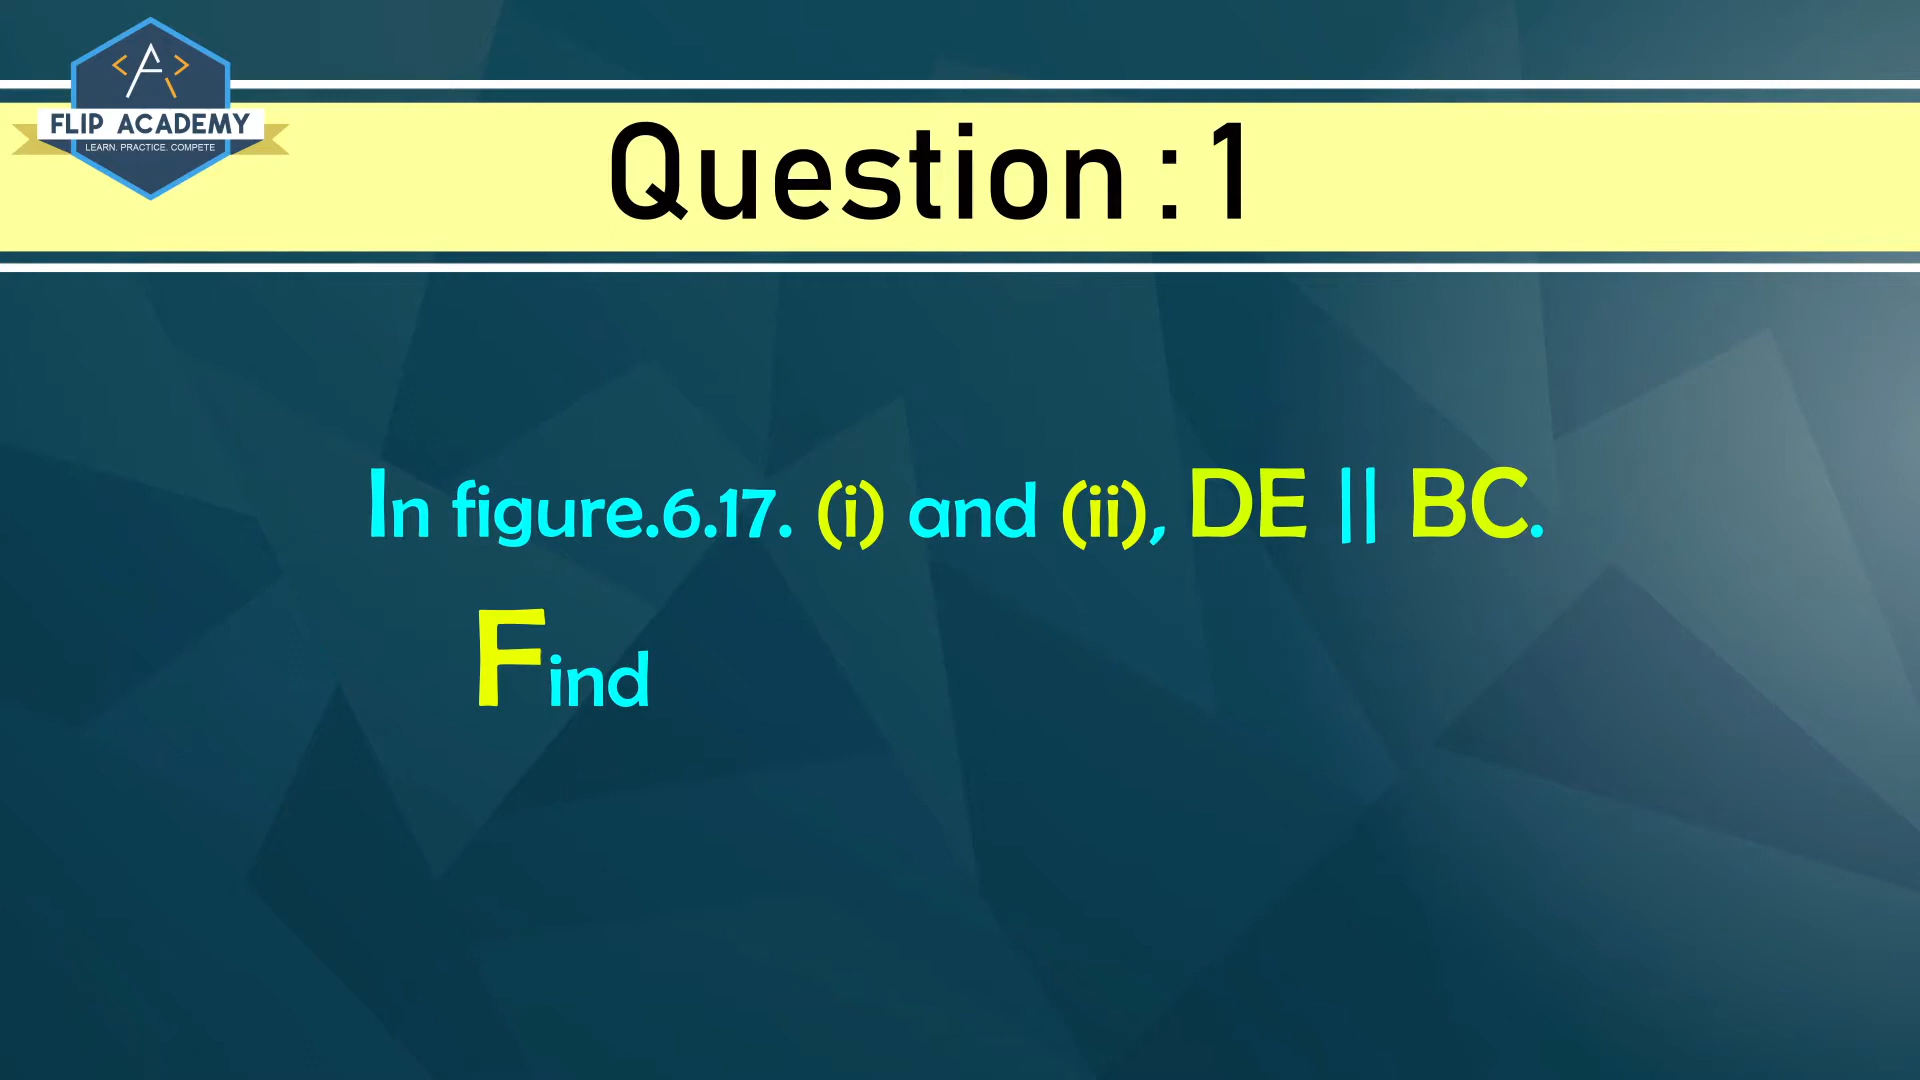 FLIP ACADEMY
LEARN. PRACTICE. COMPETE
Question : 1
In figure.6.17. (i) and (ii), DE || BC.
Find